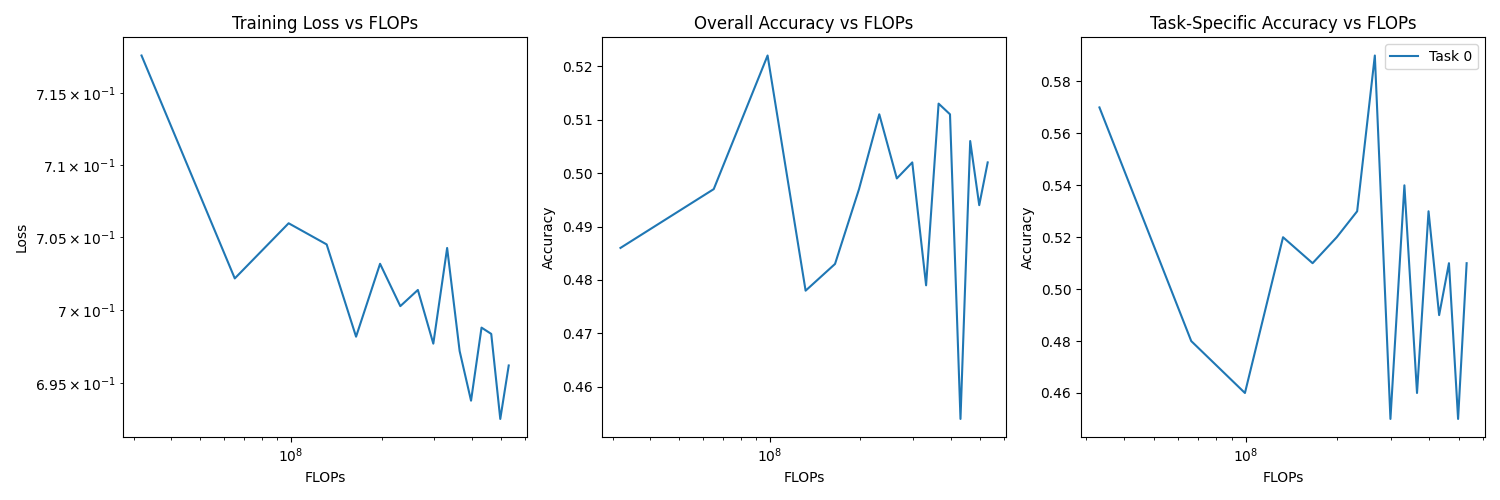 Training Loss vs FLOPs
Overall Accuracy vs FLOPs
Task-Specific Accuracy vs FLOPs
Loss
7.15 × 10⁻¹
7.1 × 10⁻¹
7.05 × 10⁻¹
7 × 10⁻¹
6.95 × 10⁻¹
10⁸
FLOPs
Accuracy
0.52
0.51
0.50
0.49
0.48
0.47
0.46
10⁸
FLOPs
Accuracy
0.58
0.56
0.54
0.52
0.50
0.48
0.46
Task 0
10⁸
FLOPs